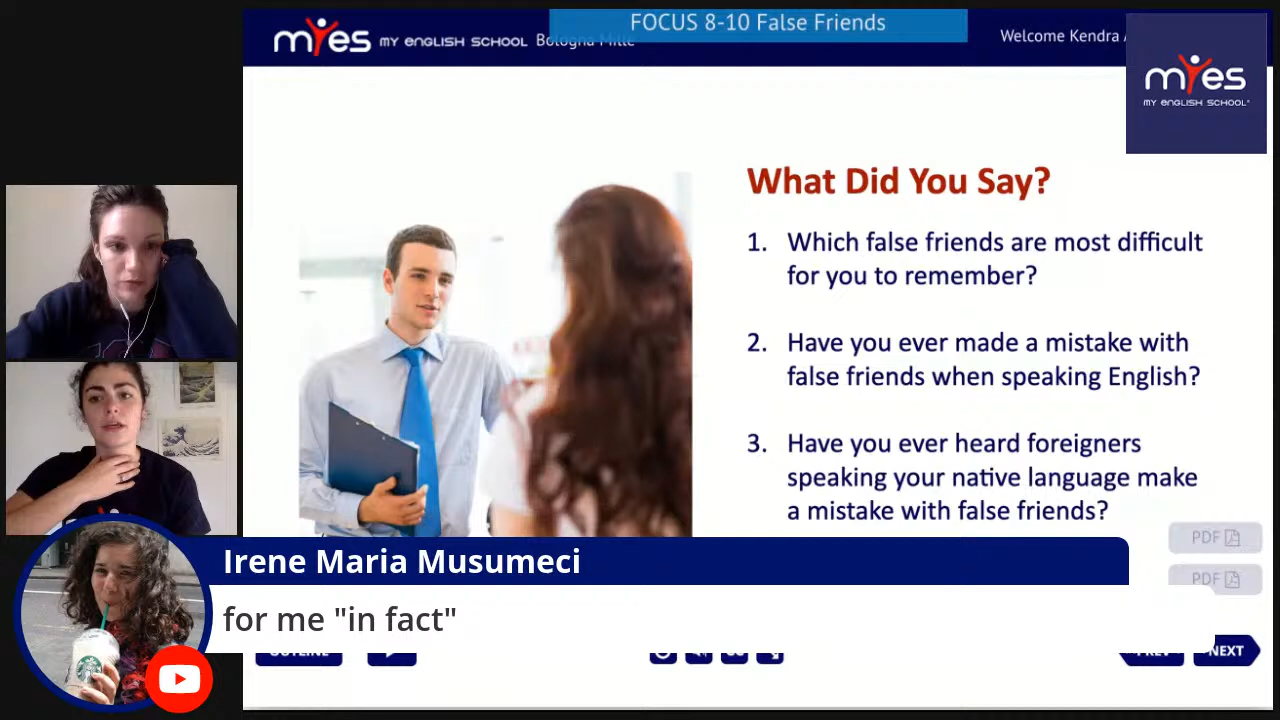 FOCUS 8-10 False Friends
myes MY ENGLISH SCHOOL Bologna Mille
Welcome Kendra A
myes
MY ENGLISH SCHOOL
What Did You Say?
1. Which false friends are most difficult
for you to remember?
2. Have you ever made a mistake with
false friends when speaking English?
3. Have you ever heard foreigners
speaking your native language make
a mistake with false friends?
PDF
PDF
Irene Maria Musumeci
for me "in fact"
OUTLINE
PREV
NEXT